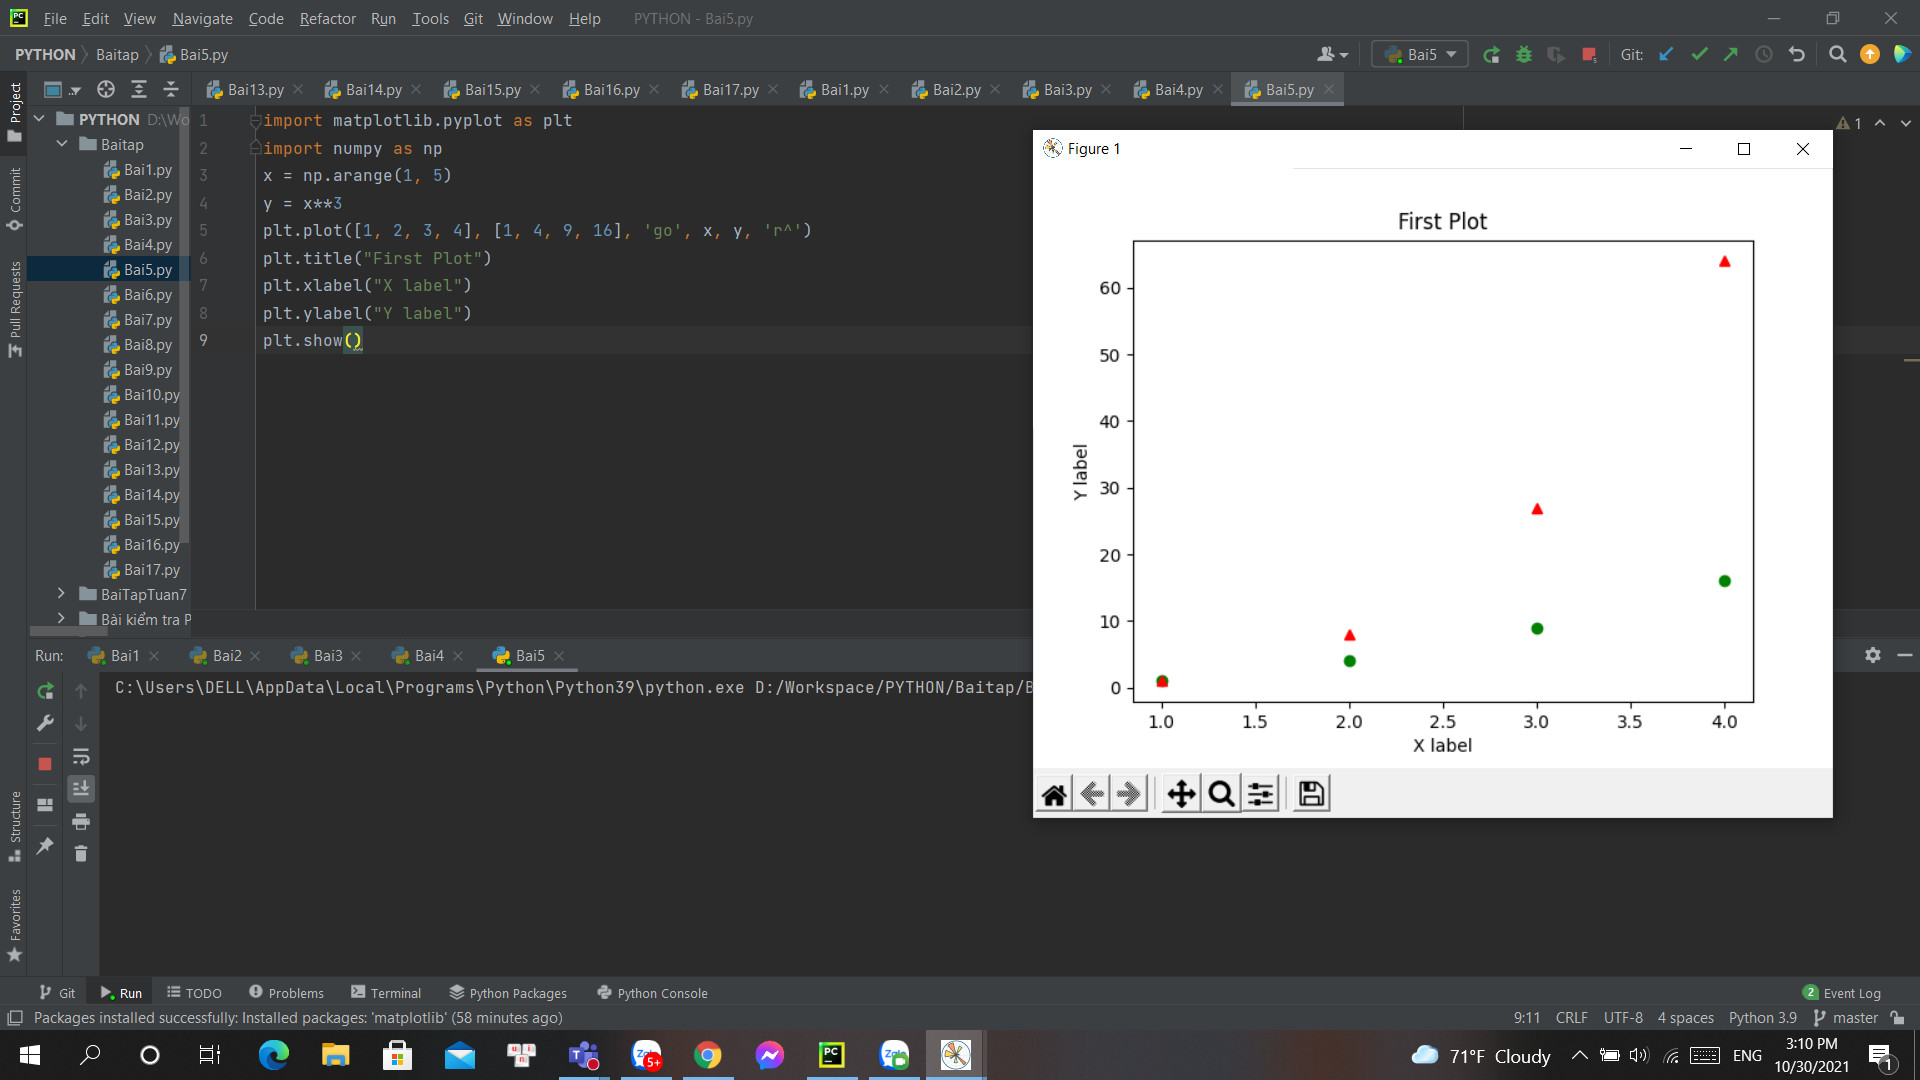 File Edit View Navigate Code Refactor Run Tools Git Window Help PYTHON - Bai5.py
PYTHON Baitap Bai5.py
Bai5 Git:
Bai13.py Bai14.py Bai15.py Bai16.py Bai17.py Bai1.py Bai2.py Bai3.py Bai4.py Bai5.py
Project
Commit
Pull Requests
Structure
Favorites
PYTHON D:\Wo
Baitap
Bai1.py
Bai2.py
Bai3.py
Bai4.py
Bai5.py
Bai6.py
Bai7.py
Bai8.py
Bai9.py
Bai10.py
Bai11.py
Bai12.py
Bai13.py
Bai14.py
Bai15.py
Bai16.py
Bai17.py
BaiTapTuan7
Bài kiểm tra P
1 import matplotlib.pyplot as plt
2 import numpy as np
3 x = np.arange(1, 5)
4 y = x**3
5 plt.plot([1, 2, 3, 4], [1, 4, 9, 16], 'go', x, y, 'r^')
6 plt.title("First Plot")
7 plt.xlabel("X label")
8 plt.ylabel("Y label")
9 plt.show()
1
Figure 1
First Plot
60
50
40
30
20
10
0
Y label
1.0 1.5 2.0 2.5 3.0 3.5 4.0
X label
Run: Bai1 Bai2 Bai3 Bai4 Bai5
C:\Users\DELL\AppData\Local\Programs\Python\Python39\python.exe D:/Workspace/PYTHON/Baitap/B
Git Run TODO Problems Terminal Python Packages Python Console 2 Event Log
Packages installed successfully: Installed packages: 'matplotlib' (58 minutes ago) 9:11 CRLF UTF-8 4 spaces Python 3.9 master
5+
71°F Cloudy ENG
3:10 PM
10/30/2021
1